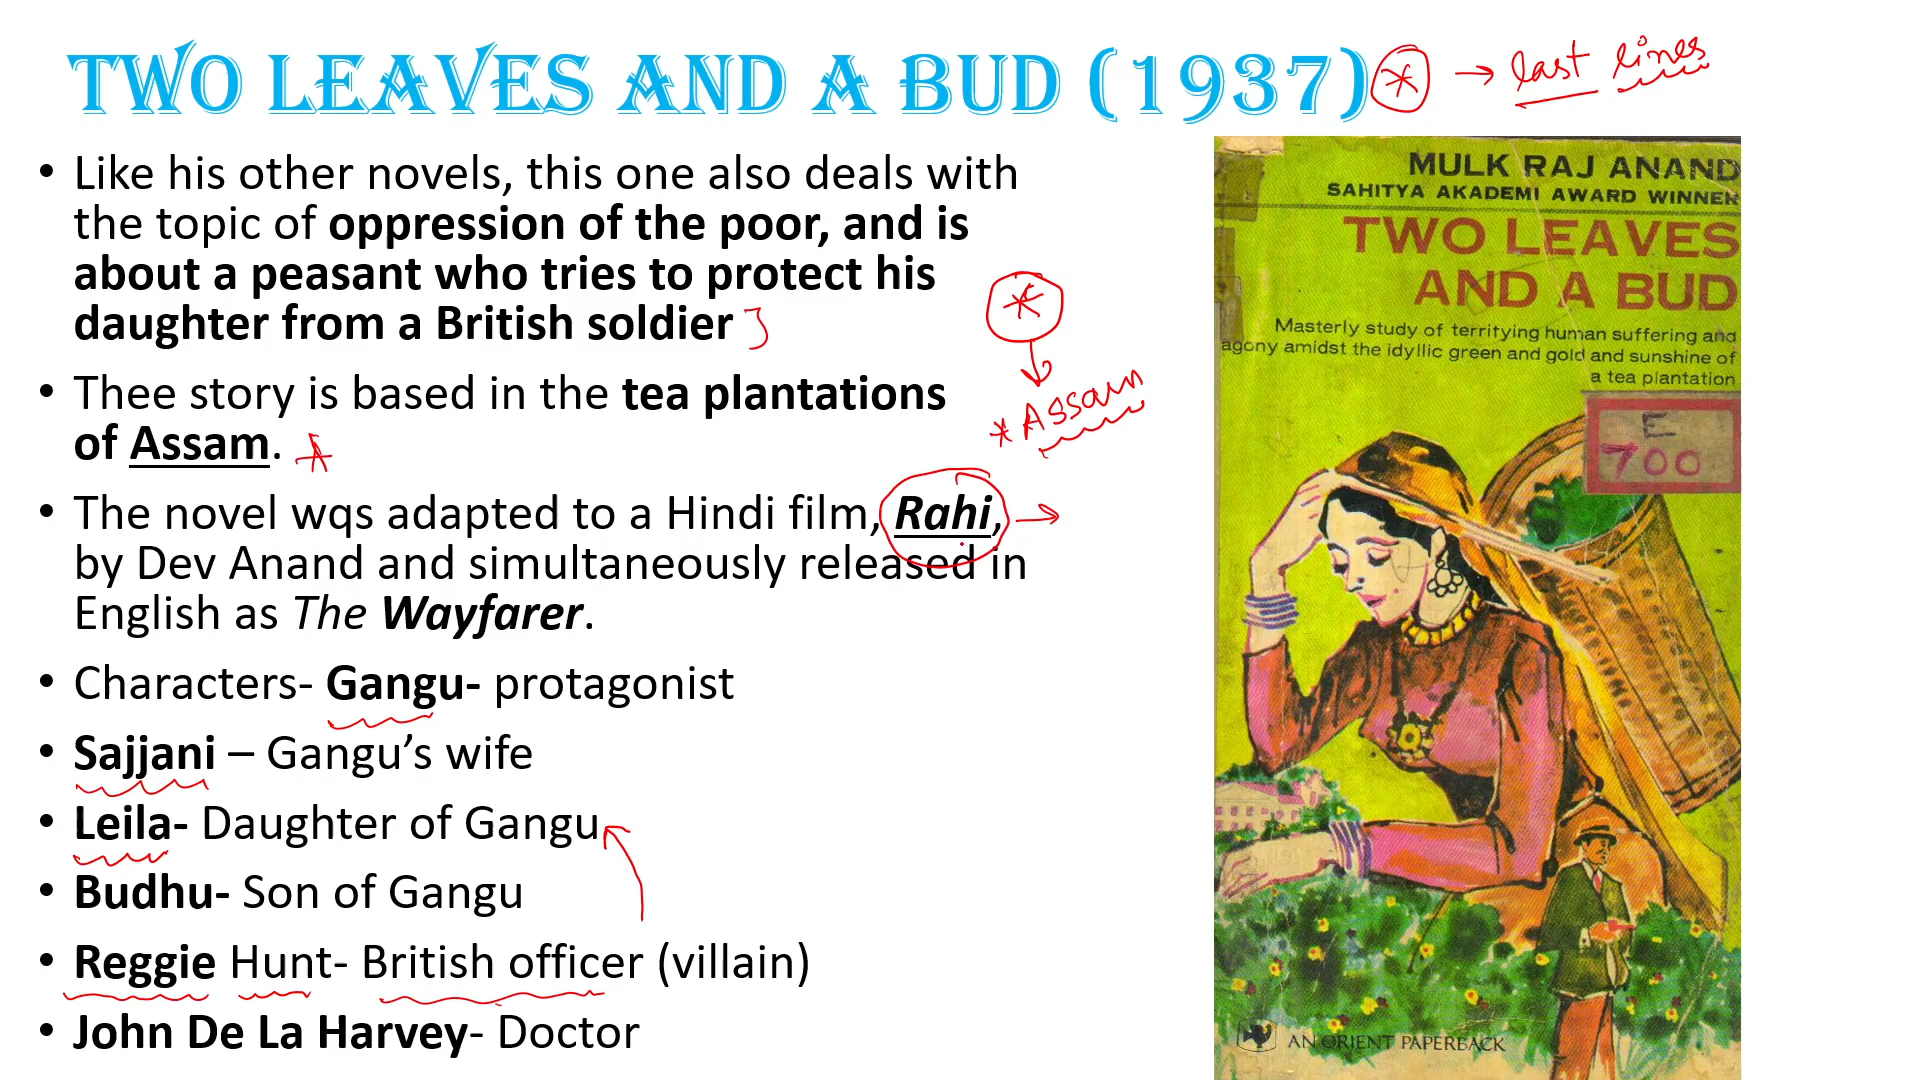 TWO LEAVES AND A BUD (1937) * → last lines
• Like his other novels, this one also deals with
the topic of oppression of the poor, and is
about a peasant who tries to protect his
daughter from a British soldier
• Thee story is based in the tea plantations
of Assam.
* Assam
• The novel wqs adapted to a Hindi film, Rahi,
by Dev Anand and simultaneously released in
English as The Wayfarer.
• Characters- Gangu- protagonist
• Sajjani – Gangu’s wife
• Leila- Daughter of Gangu
• Budhu- Son of Gangu
• Reggie Hunt- British officer (villain)
• John De La Harvey- Doctor
MULK RAJ ANAND
SAHITYA AKADEMI AWARD WINNER
TWO LEAVES
AND A BUD
Masterly study of territying human suffering and
agony amidst the idyllic green and gold and sunshine of
a tea plantation
E
700
AN ORIENT PAPERBACK